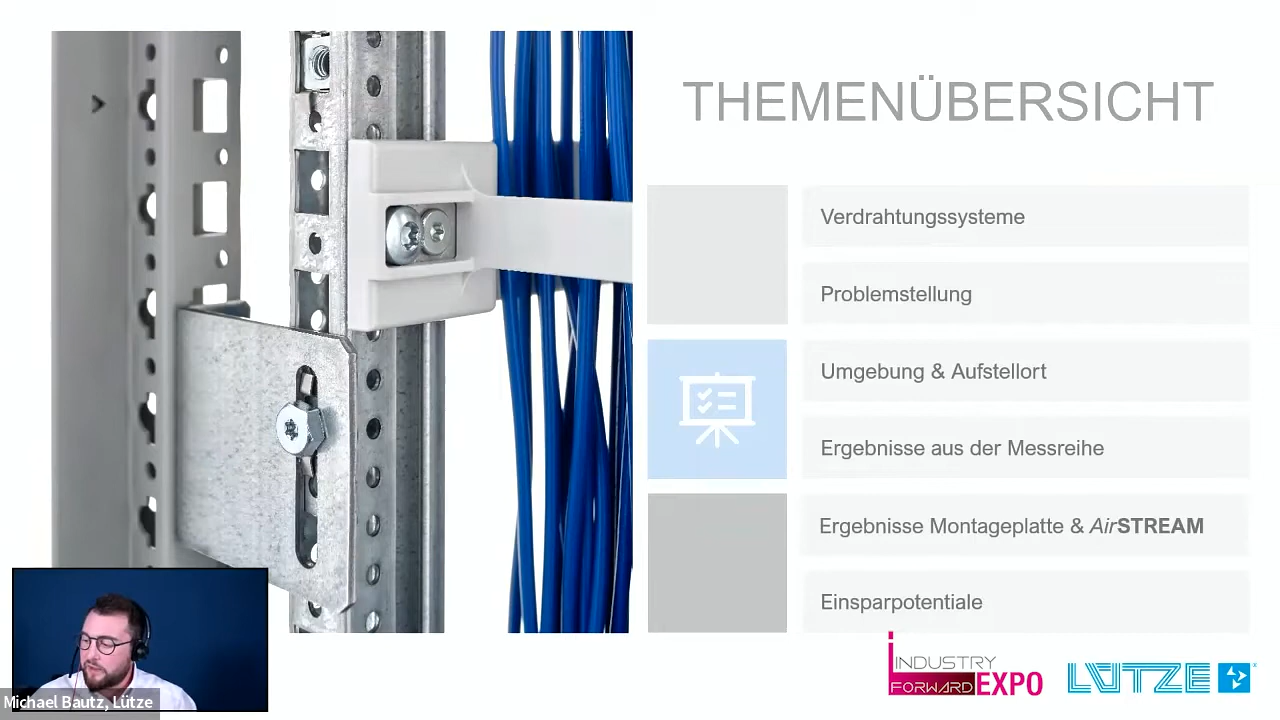 THEMENÜBERSICHT
Verdrahtungssysteme
Problemstellung
Umgebung & Aufstellort
Ergebnisse aus der Messreihe
Ergebnisse Montageplatte & AirSTREAM
Einsparpotentiale
INDUSTRY
FORWARD EXPO
LÜTZE
Michael Bautz, Lütze